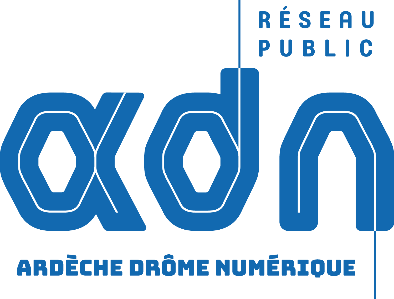 RÉSEAU
PUBLIC
adn
ARDÈCHE DRÔME NUMÉRIQUE